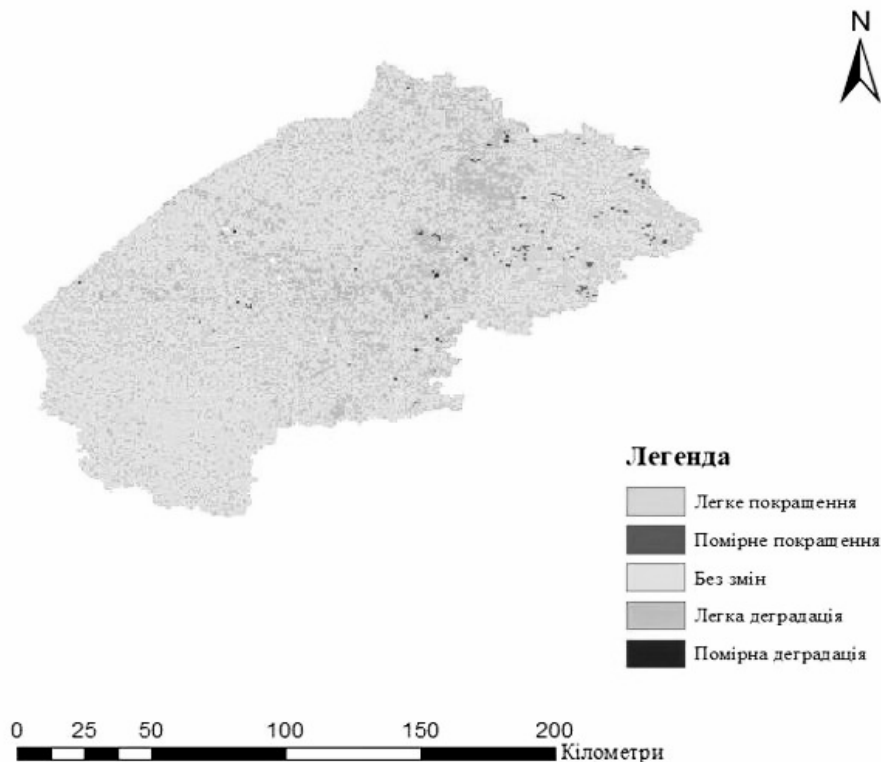 N
Легенда
Легке покращення
Помірне покращення
Без змін
Легка деградація
Помірна деградація
0 25 50 100 150 200
Кілометри